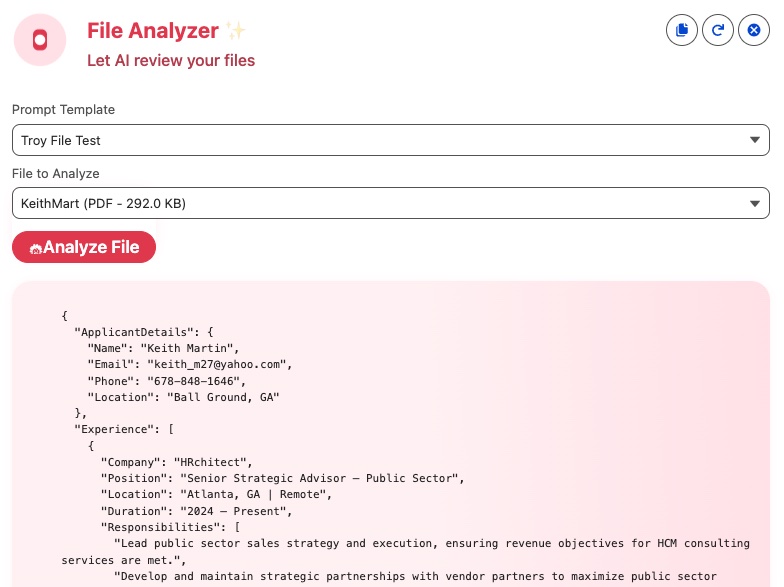 File Analyzer ✨
Let AI review your files
Prompt Template
Troy File Test
File to Analyze
KeithMart (PDF - 292.0 KB)
Analyze File
{
  "ApplicantDetails": {
    "Name": "Keith Martin",
    "Email": "keith_m27@yahoo.com",
    "Phone": "678-848-1646",
    "Location": "Ball Ground, GA"
  },
  "Experience": [
    {
      "Company": "HRchitect",
      "Position": "Senior Strategic Advisor – Public Sector",
      "Location": "Atlanta, GA | Remote",
      "Duration": "2024 – Present",
      "Responsibilities": [
        "Lead public sector sales strategy and execution, ensuring revenue objectives for HCM consulting
services are met.",
        "Develop and maintain strategic partnerships with vendor partners to maximize public sector